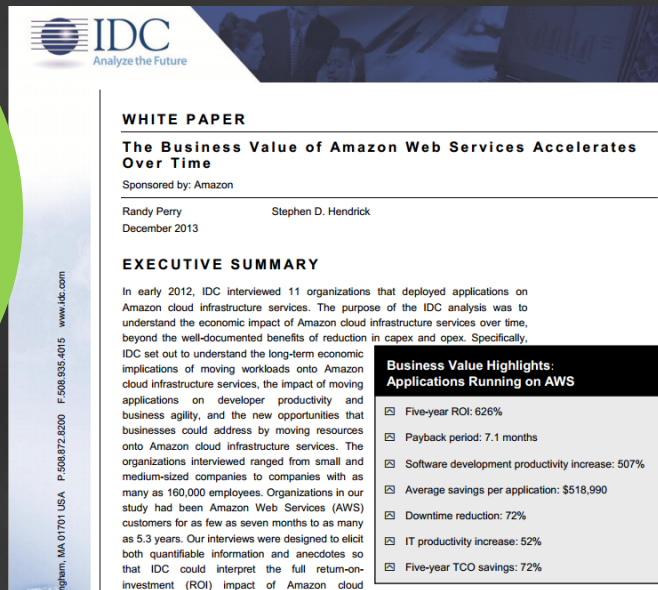 IDC
Analyze the Future
WHITE PAPER
The Business Value of Amazon Web Services Accelerates
Over Time
Sponsored by: Amazon
Randy Perry Stephen D. Hendrick
December 2013
EXECUTIVE SUMMARY
In early 2012, IDC interviewed 11 organizations that deployed applications on
Amazon cloud infrastructure services. The purpose of the IDC analysis was to
understand the economic impact of Amazon cloud infrastructure services over time,
beyond the well-documented benefits of reduction in capex and opex. Specifically,
IDC set out to understand the long-term economic
implications of moving workloads onto Amazon
cloud infrastructure services, the impact of moving
applications on developer productivity and
business agility, and the new opportunities that
businesses could address by moving resources
onto Amazon cloud infrastructure services. The
organizations interviewed ranged from small and
medium-sized companies to companies with as
many as 160,000 employees. Organizations in our
study had been Amazon Web Services (AWS)
customers for as few as seven months to as many
as 5.3 years. Our interviews were designed to elicit
both quantifiable information and anecdotes so
that IDC could interpret the full return-on-
investment (ROI) impact of Amazon cloud
Business Value Highlights:
Applications Running on AWS
Five-year ROI: 626%
Payback period: 7.1 months
Software development productivity increase: 507%
Average savings per application: $518,990
Downtime reduction: 72%
IT productivity increase: 52%
Five-year TCO savings: 72%
ngham, MA 01701 USA P.508.872.8200 F.508.935.4015 www.idc.com